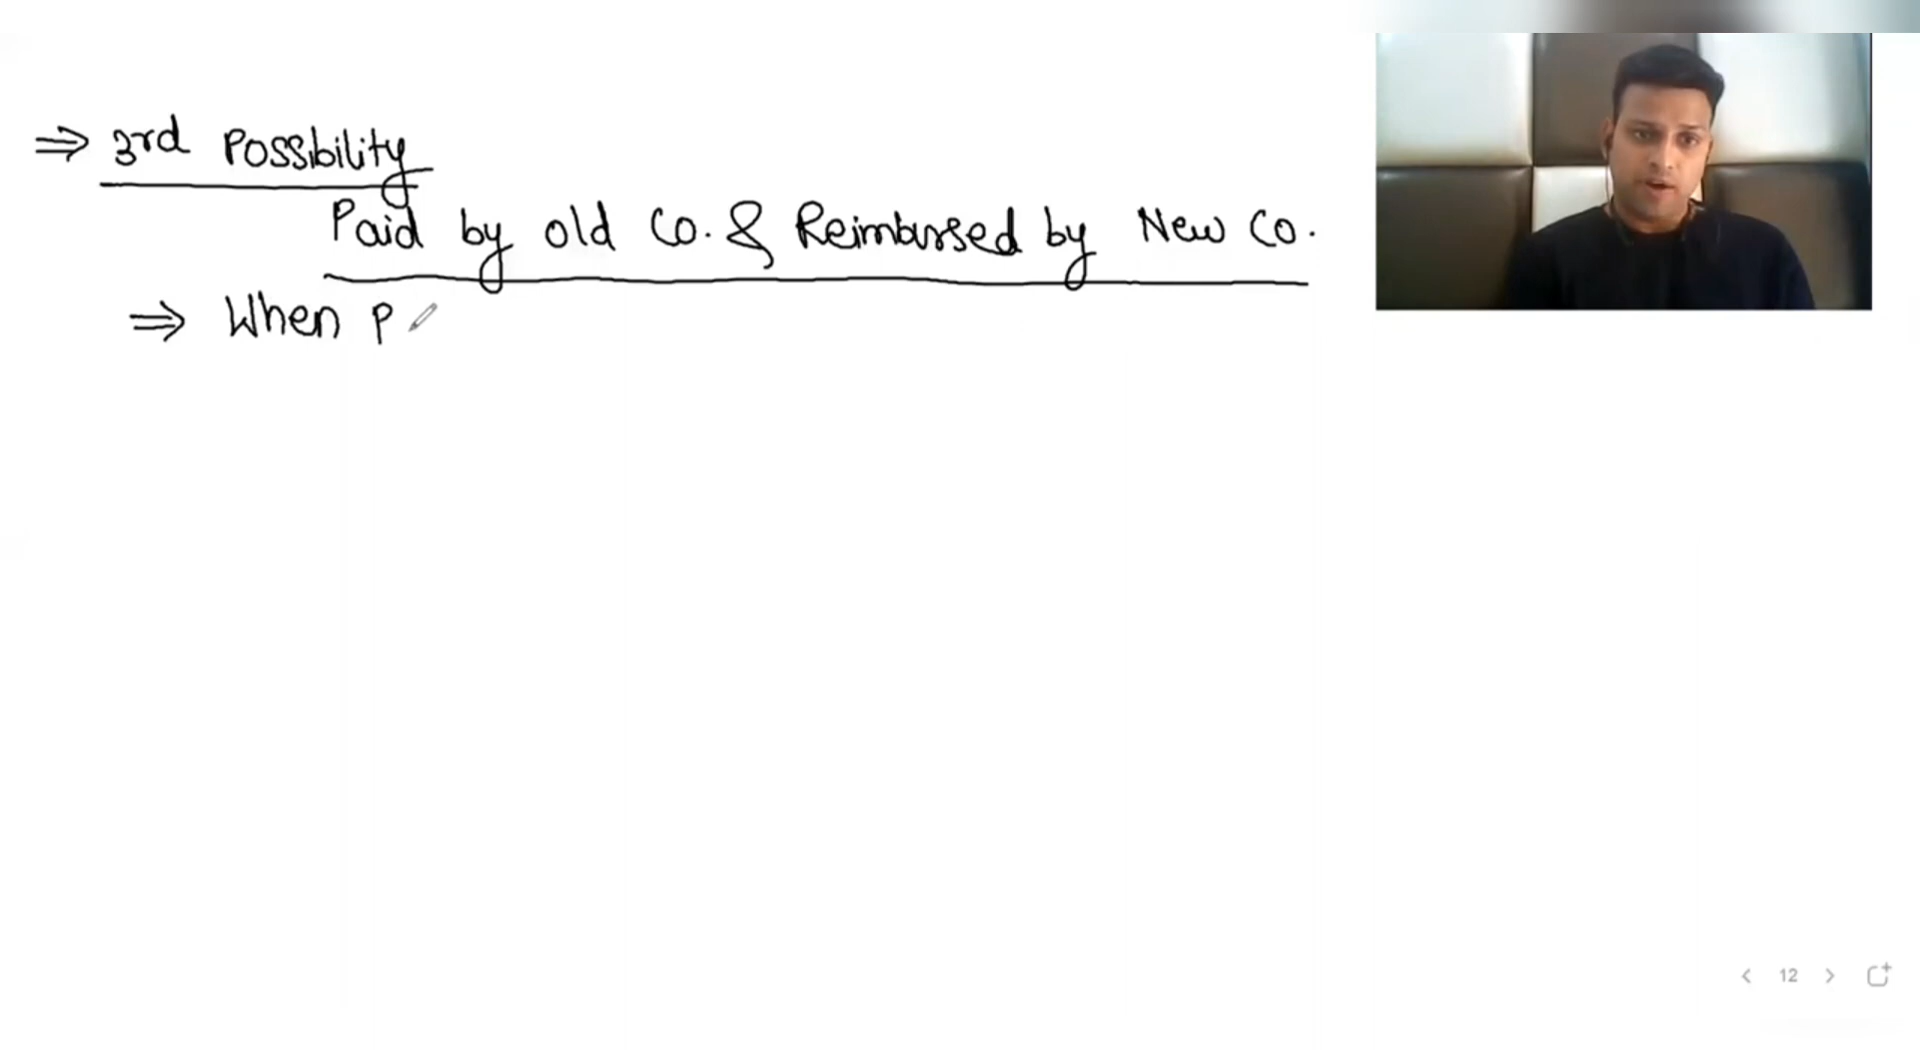 ⇒ 3rd Possibility
Paid by old Co. & Reimbursed by New Co.
⇒ When P
12